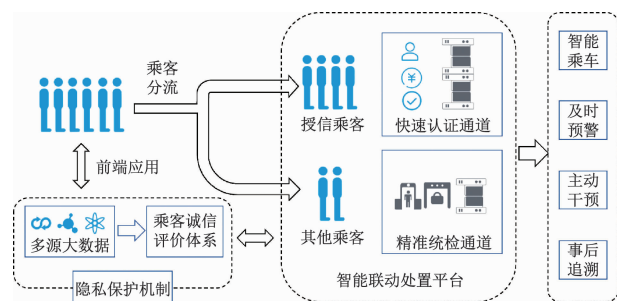 乘客
分流
前端应用
多源大数据
乘客诚信
评价体系
隐私保护机制
授信乘客
快速认证通道
其他乘客
精准统检通道
智能联动处置平台
智能
乘车
及时
预警
主动
干预
事后
追溯